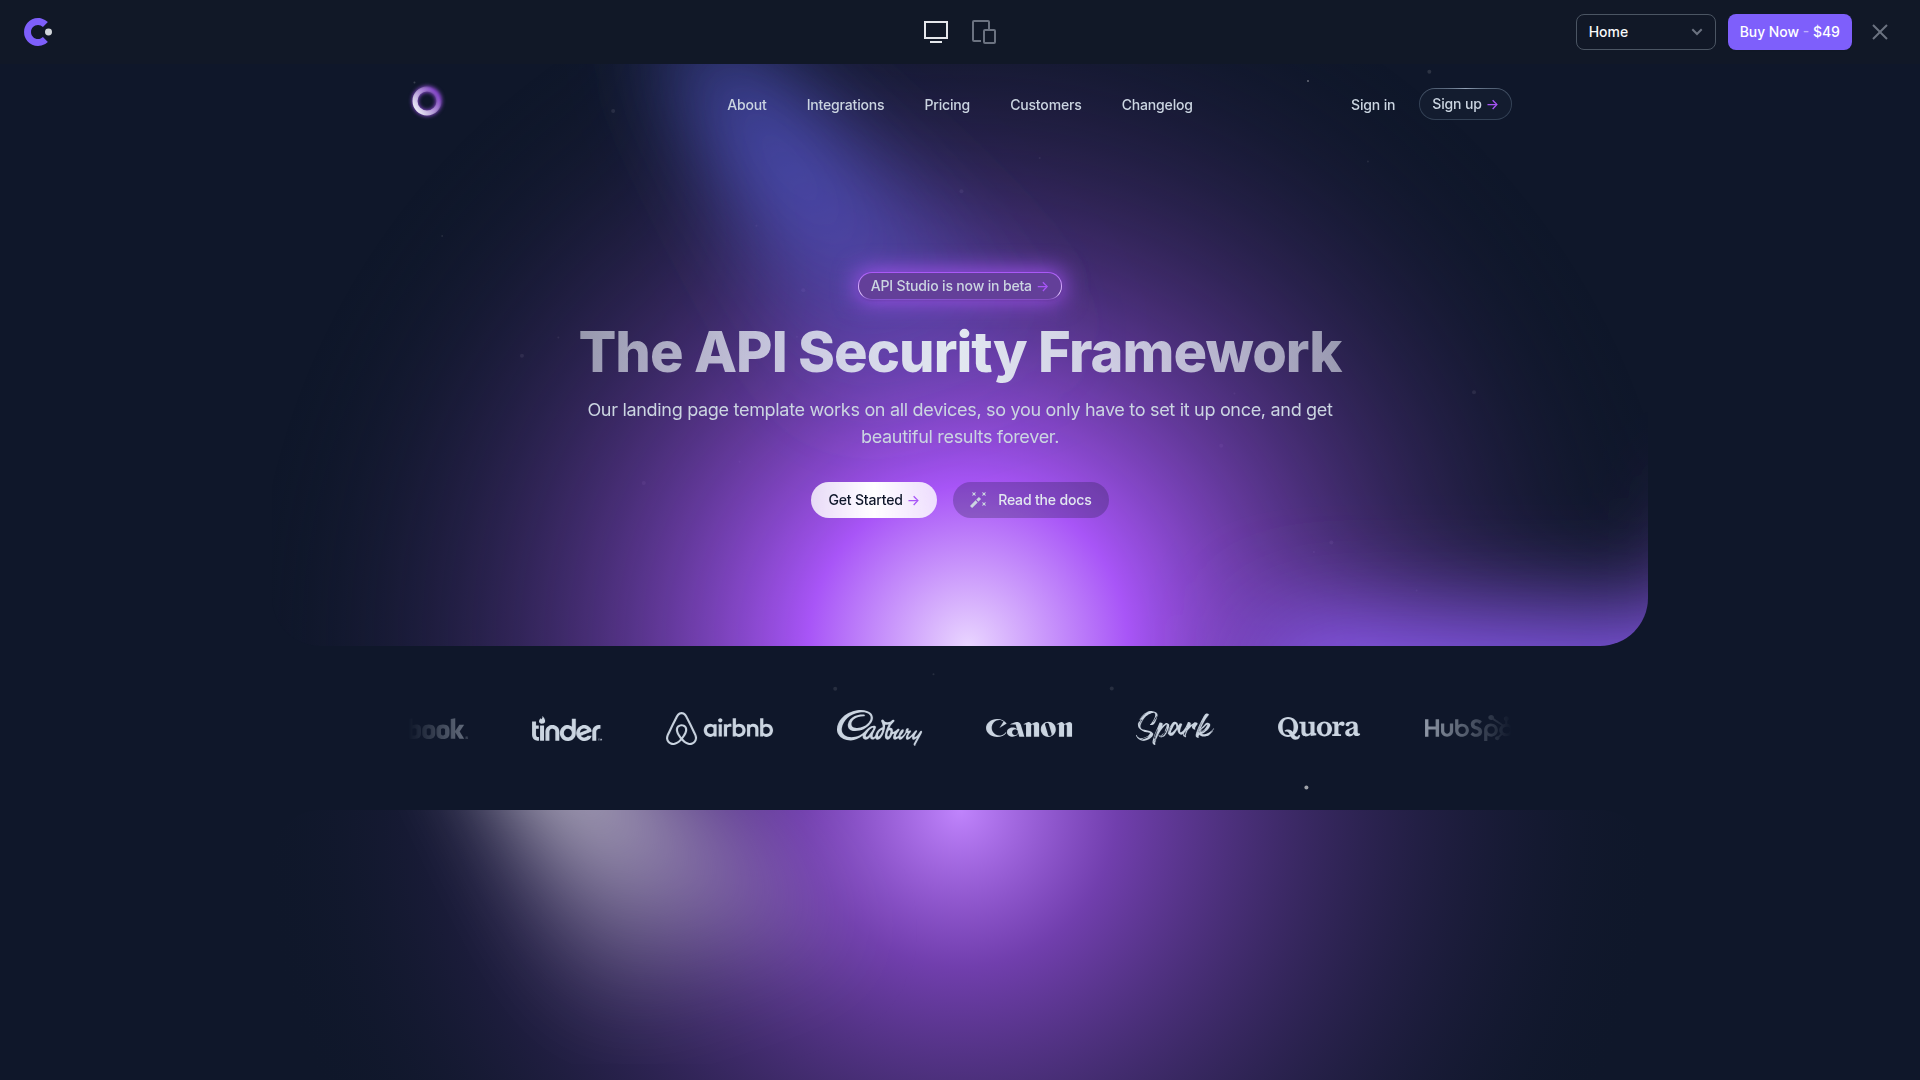 Home
Buy Now - $49
About
Integrations
Pricing
Customers
Changelog
Sign in
Sign up ->
API Studio is now in beta ->
The API Security Framework
Our landing page template works on all devices, so you only have to set it up once, and get
beautiful results forever.
Get Started ->
Read the docs
book.
tinder
airbnb
Cadbury
Canon
Spark
Quora
HubSpo